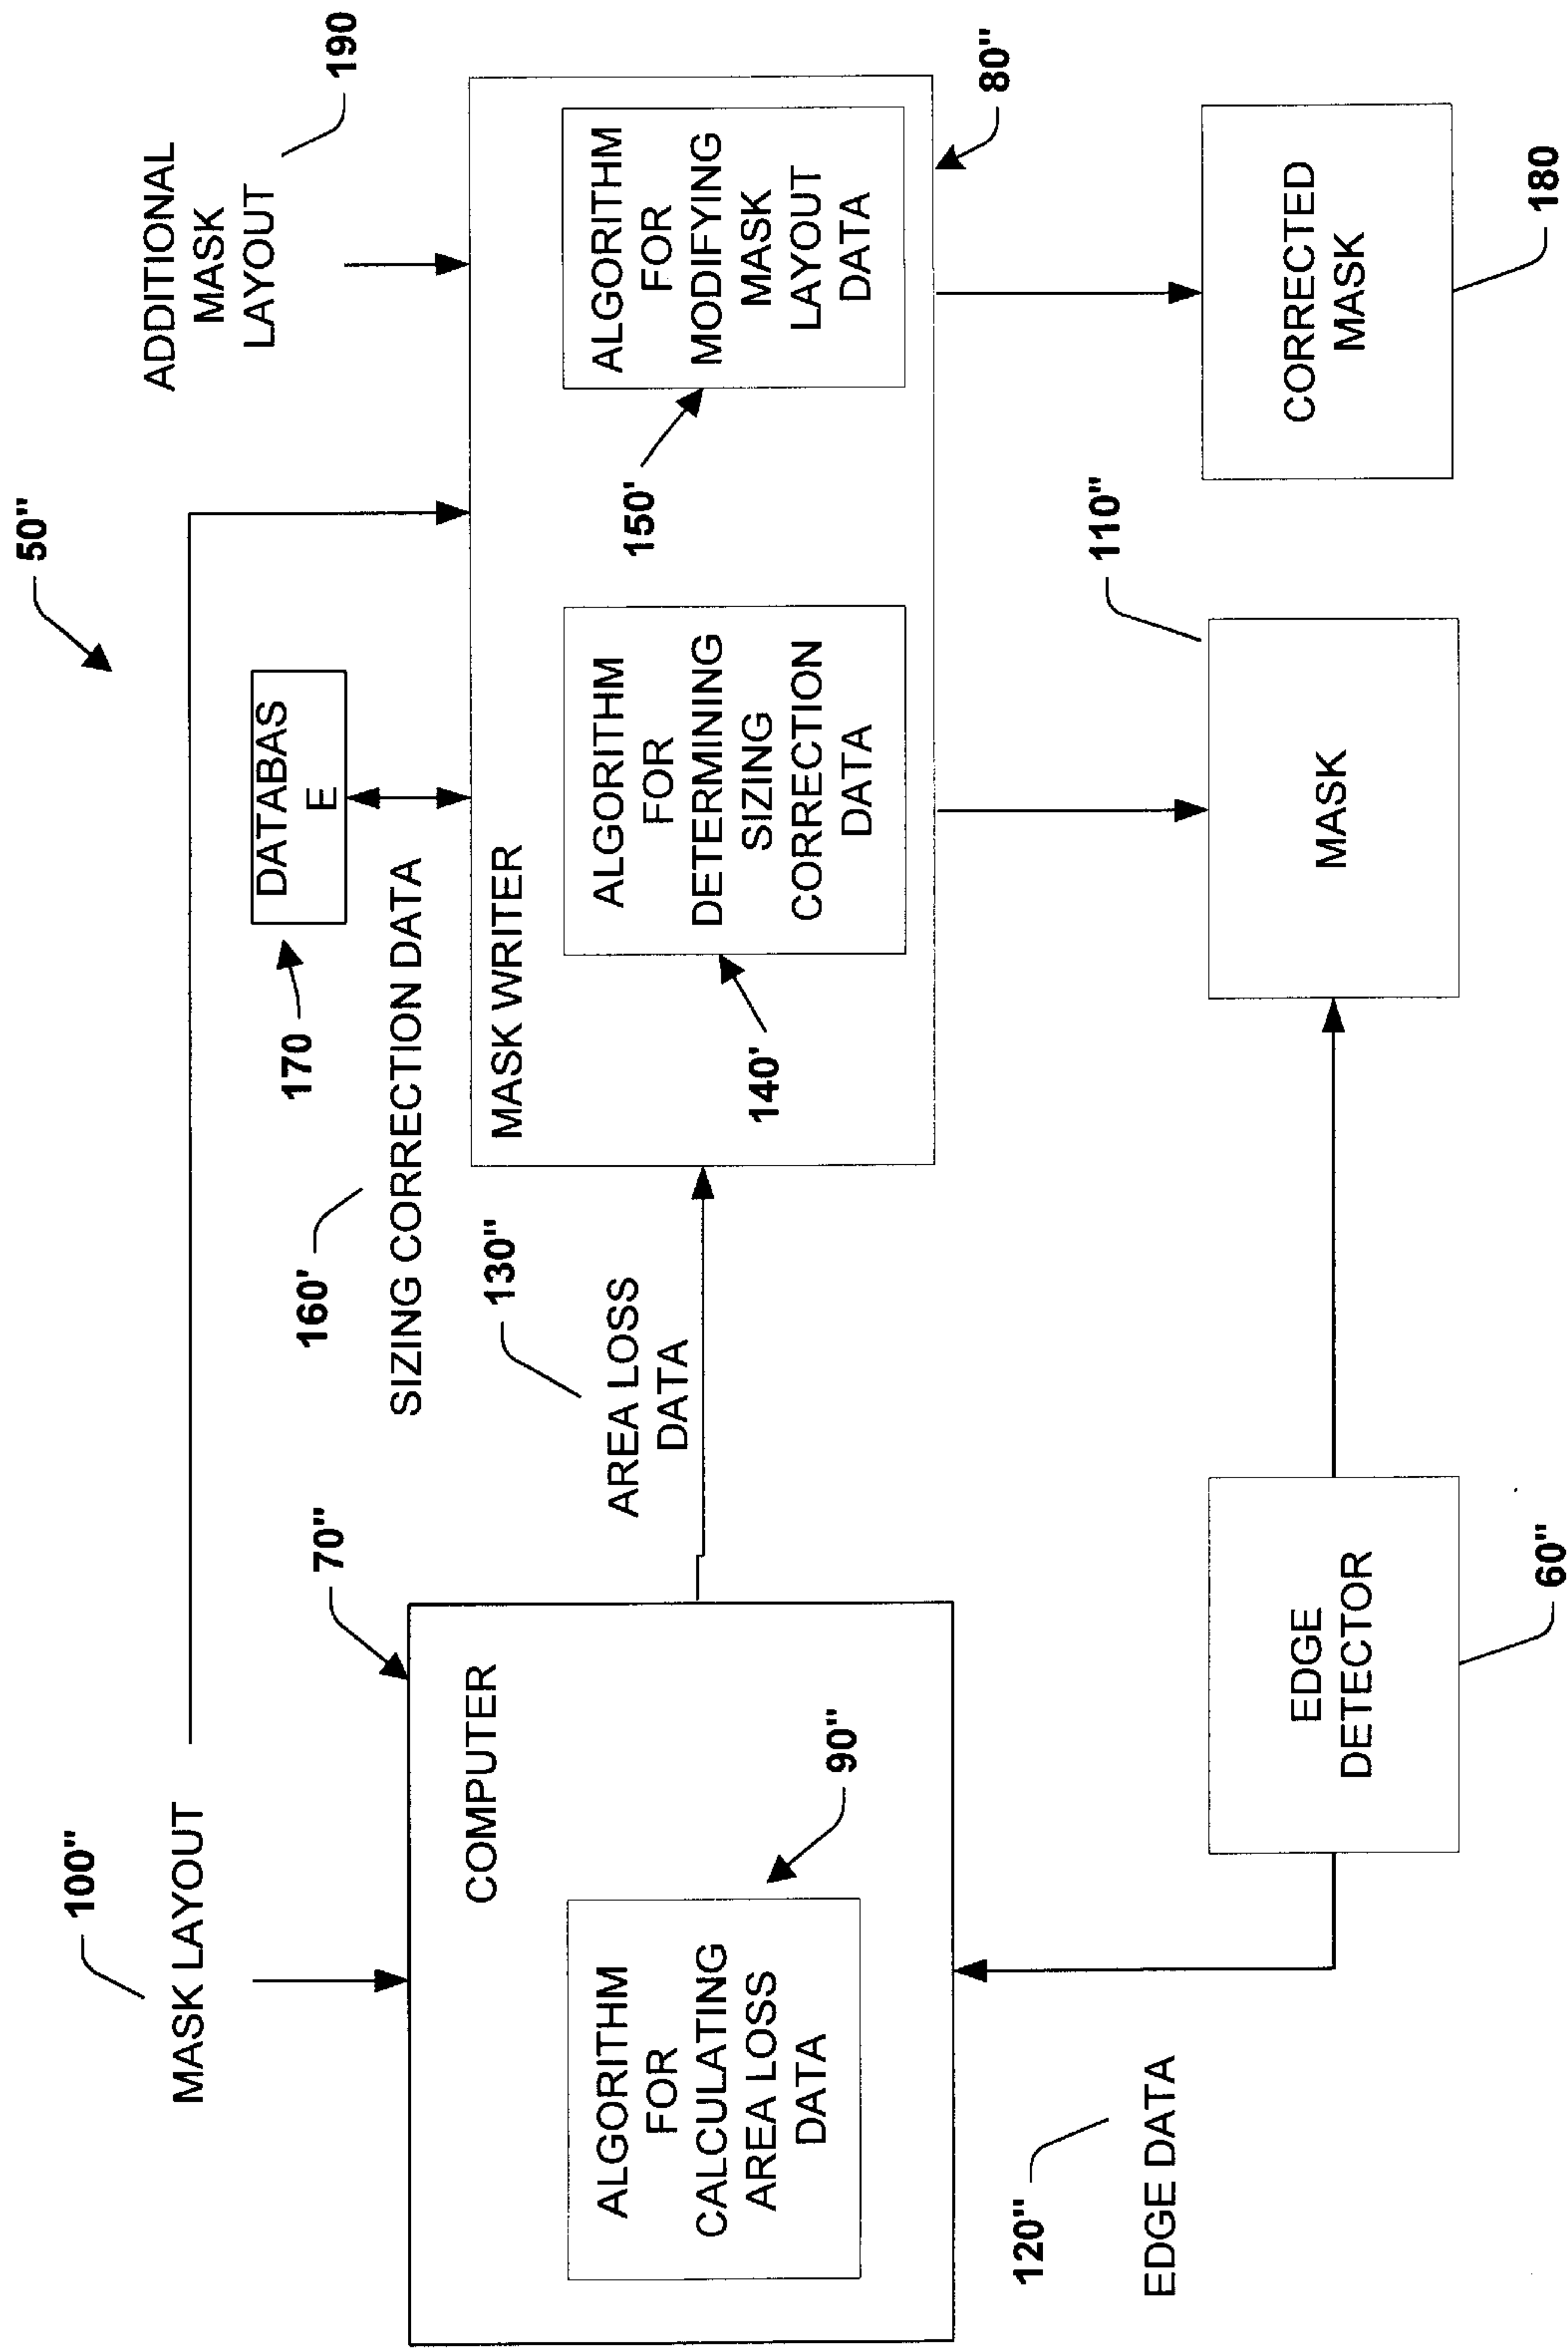 50"
100"
MASK LAYOUT
ADDITIONAL
MASK
LAYOUT
190
DATABAS
E
170
160'
SIZING CORRECTION DATA
70"
COMPUTER
ALGORITHM
FOR
CALCULATING
AREA LOSS
DATA
90"
130"
AREA LOSS
DATA
MASK WRITER
ALGORITHM
FOR
DETERMINING
SIZING
CORRECTION
DATA
140'
ALGORITHM
FOR
MODIFYING
MASK
LAYOUT
DATA
150'
80"
120"
EDGE DATA
EDGE
DETECTOR
60"
MASK
110"
CORRECTED
MASK
180